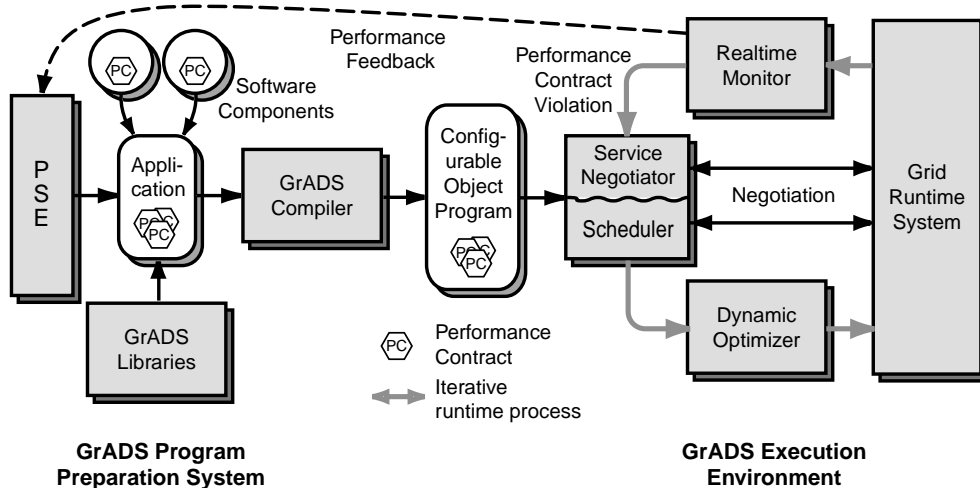 Performance
Feedback
PC
PC
Software
Components
Performance
Contract
Violation
Realtime
Monitor
P
S
E
Appli-
cation
PC
PC
PC
GrADS
Compiler
Config-
urable
Object
Program
PC
PC
PC
Service
Negotiator
Scheduler
Negotiation
Grid
Runtime
System
GrADS
Libraries
Dynamic
Optimizer
PC
Performance
Contract
Iterative
runtime process
GrADS Program
Preparation System
GrADS Execution
Environment